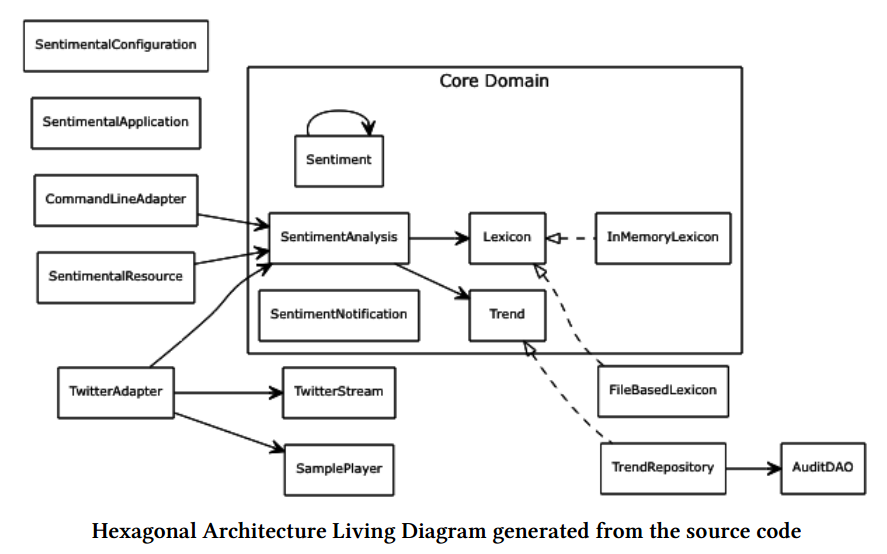 SentimentalConfiguration
Core Domain
SentimentalApplication
Sentiment
CommandLineAdapter
SentimentAnalysis
Lexicon
InMemoryLexicon
SentimentalResource
SentimentNotification
Trend
TwitterAdapter
TwitterStream
FileBasedLexicon
SamplePlayer
TrendRepository
AuditDAO
Hexagonal Architecture Living Diagram generated from the source code